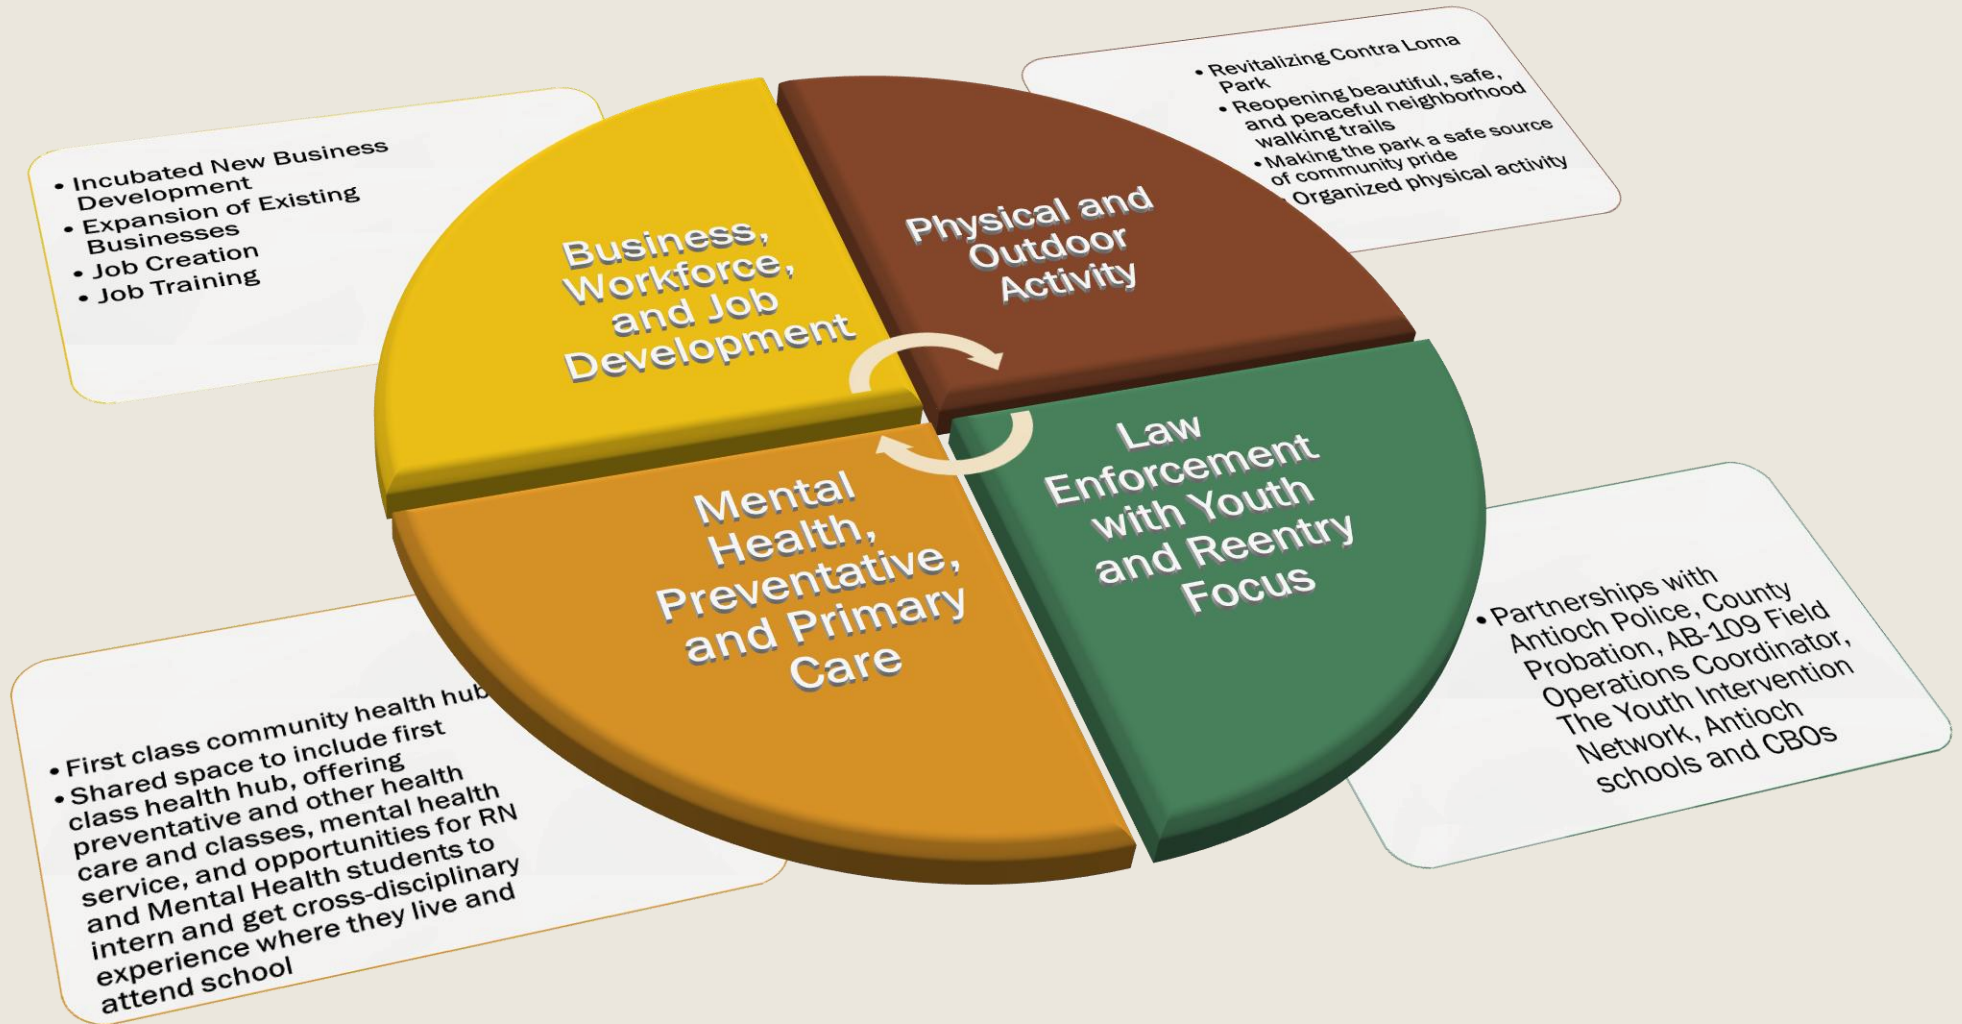 • Incubated New Business
Development
• Expansion of Existing
Businesses
• Job Creation
• Job Training
Business,
Workforce,
and Job
Development
Physical and
Outdoor
Activity
• Revitalizing Contra Loma
Park
• Reopening beautiful, safe,
and peaceful neighborhood
walking trails
• Making the park a safe source
of community pride
• Organized physical activity
Mental
Health,
Preventative,
and Primary
Care
Law
Enforcement
with Youth
and Reentry
Focus
• First class community health hub
• Shared space to include first
class health hub, offering
preventative and other health
care and classes, mental health
service, and opportunities for RN
and Mental Health students to
intern and get cross-disciplinary
experience where they live and
attend school
• Partnerships with
Antioch Police, County
Probation, AB-109 Field
Operations Coordinator,
The Youth Intervention
Network, Antioch
schools and CBOs